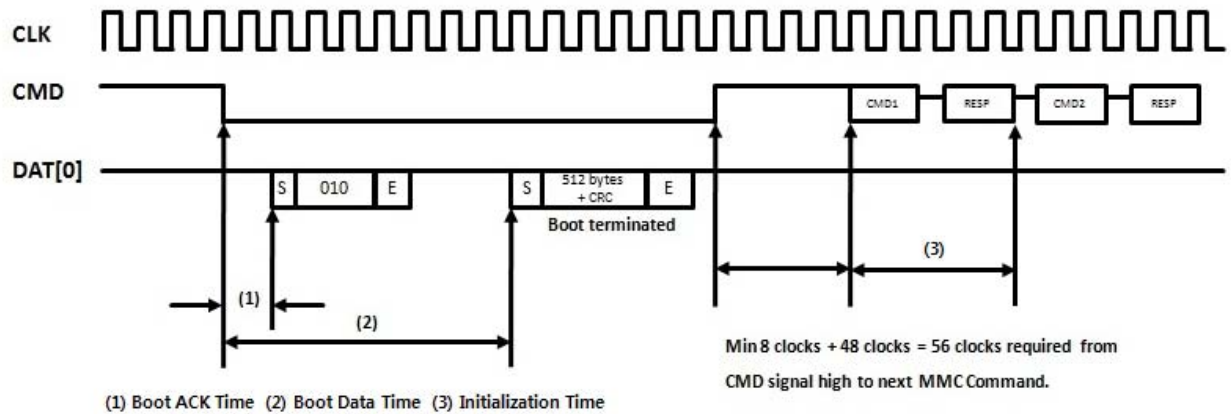 CLK
CMD
CMD1
RESP
CMD2
RESP
DAT[0]
S
010
E
S
512 bytes
+ CRC
E
Boot terminated
(1)
(2)
(3)
Min 8 clocks + 48 clocks = 56 clocks required from
CMD signal high to next MMC Command.
(1) Boot ACK Time (2) Boot Data Time (3) Initialization Time